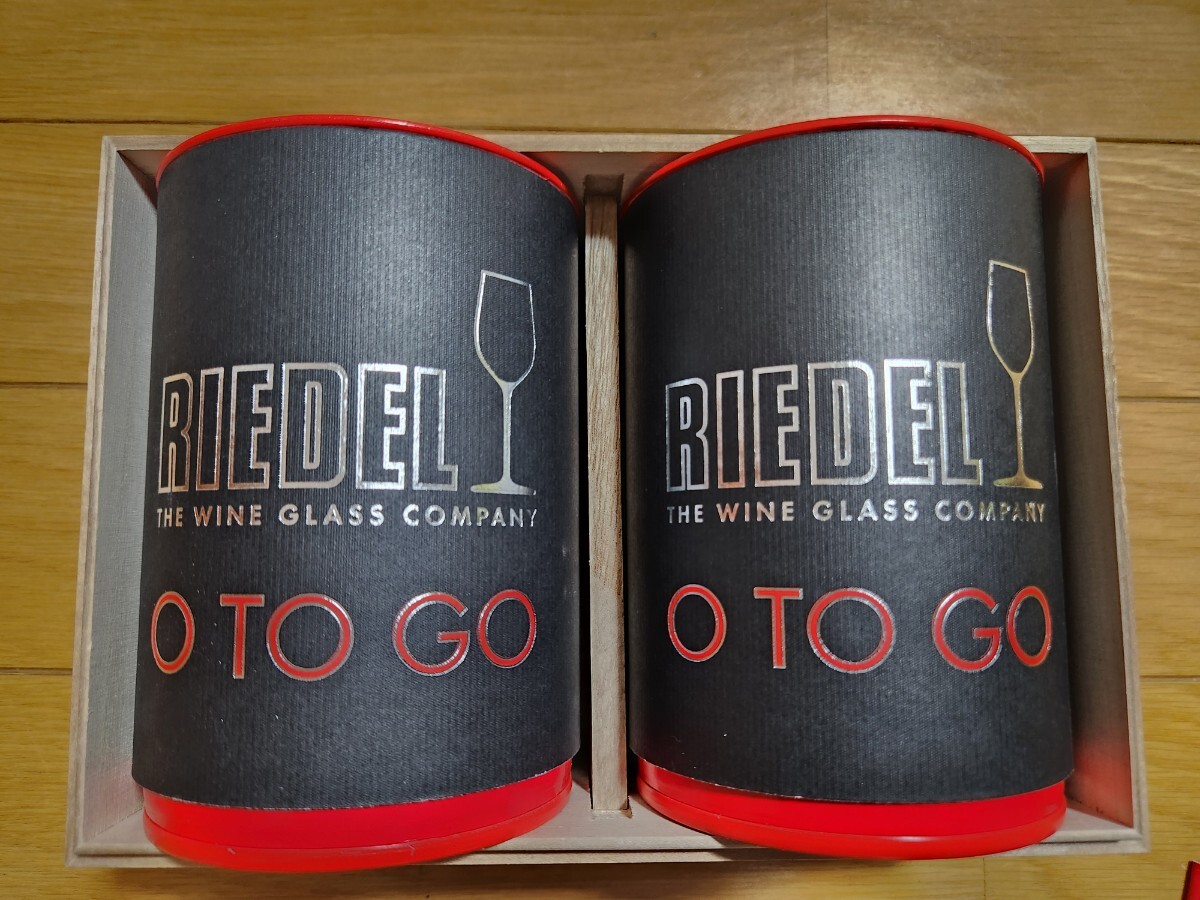 RIEDEL
THE WINE GLASS COMPANY
O TO GO
RIEDEL
THE WINE GLASS COMPANY
O TO GO